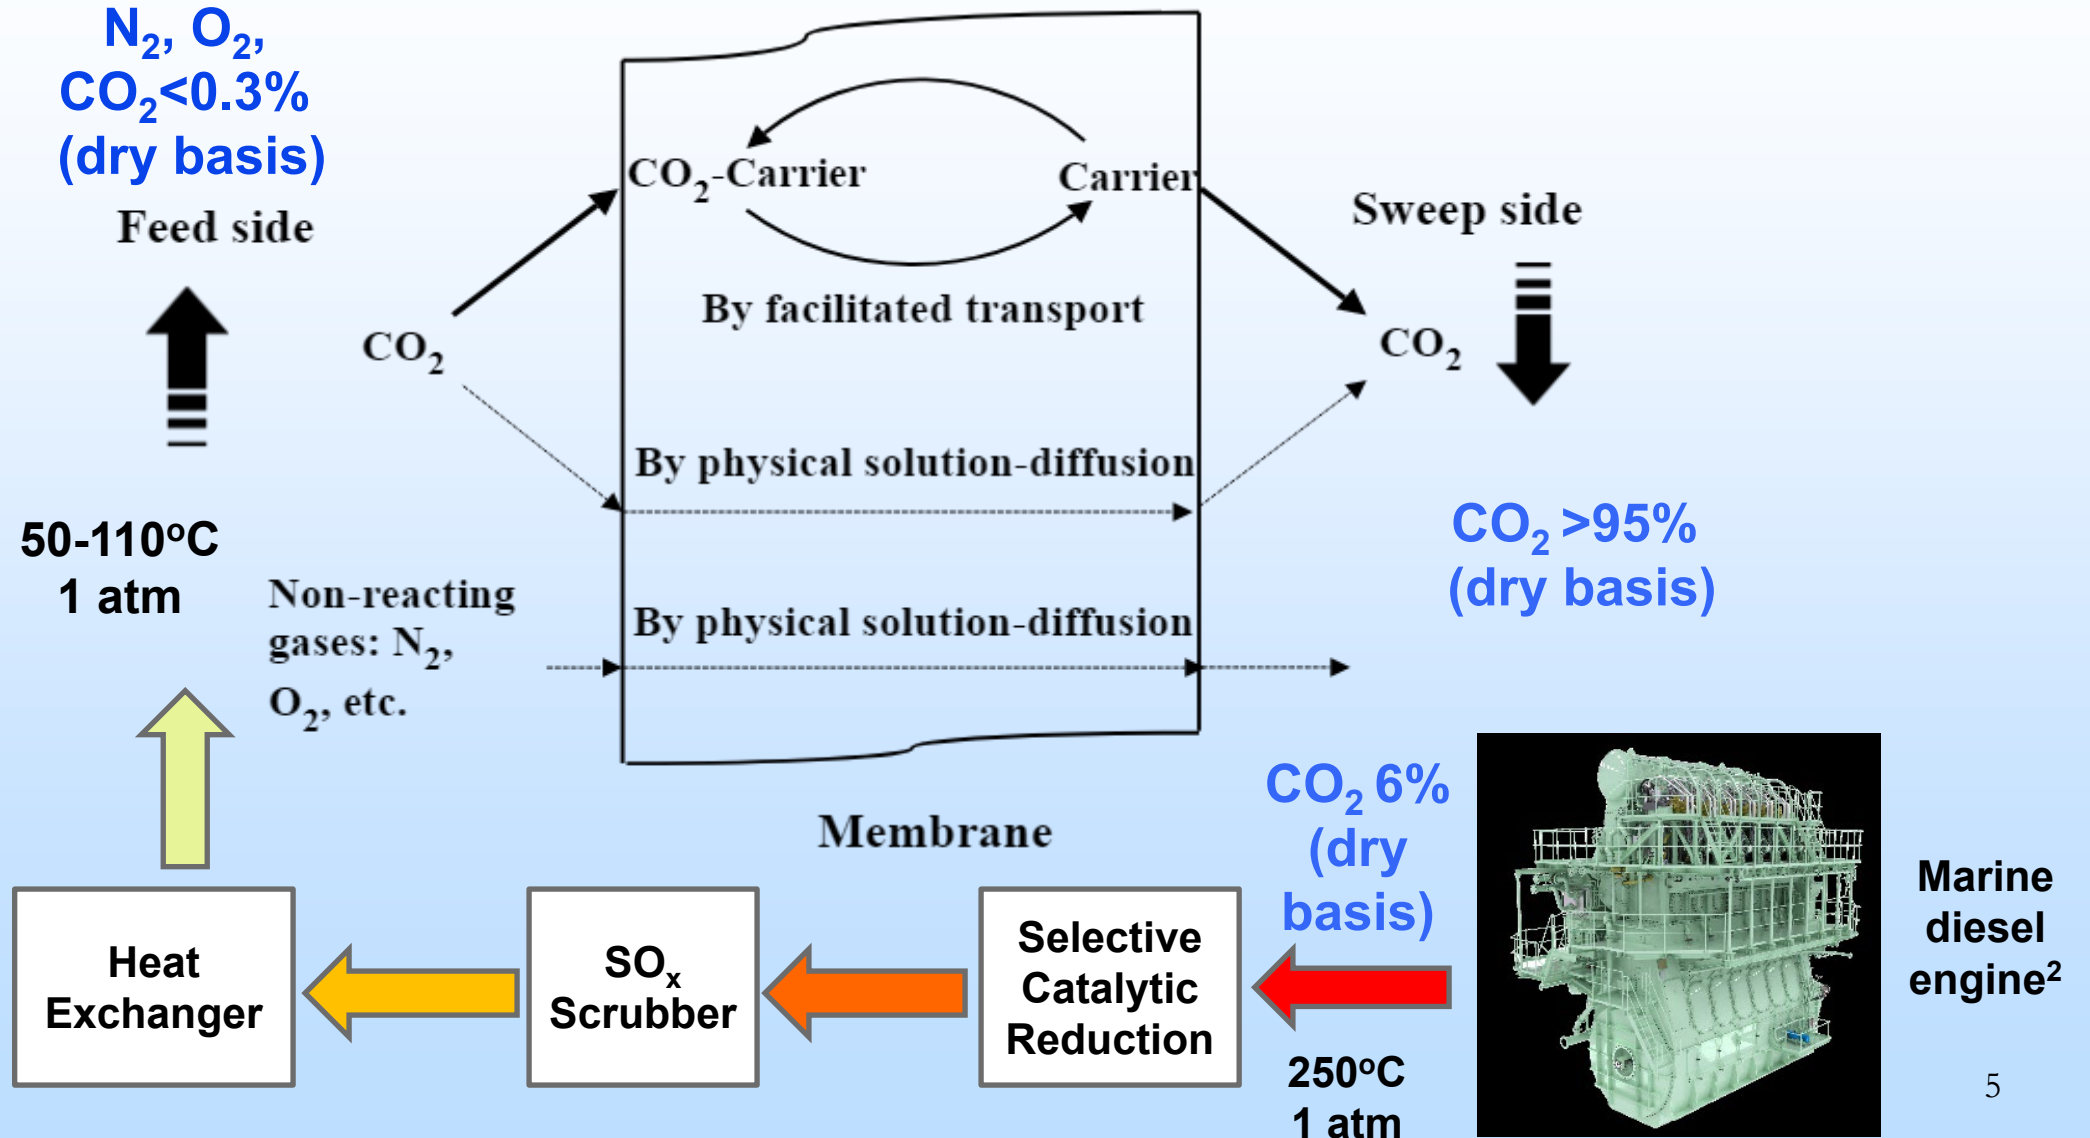 N₂, O₂,
CO₂<0.3%
(dry basis)
Feed side
CO₂
CO₂-Carrier
Carrier
By facilitated transport
Sweep side
CO₂
By physical solution-diffusion
50-110°C
1 atm
CO₂ >95%
(dry basis)
Non-reacting
gases: N₂,
O₂, etc.
By physical solution-diffusion
Membrane
CO₂ 6%
(dry
basis)
Heat
Exchanger
SOₓ
Scrubber
Selective
Catalytic
Reduction
250°C
1 atm
Marine
diesel
engine²
5